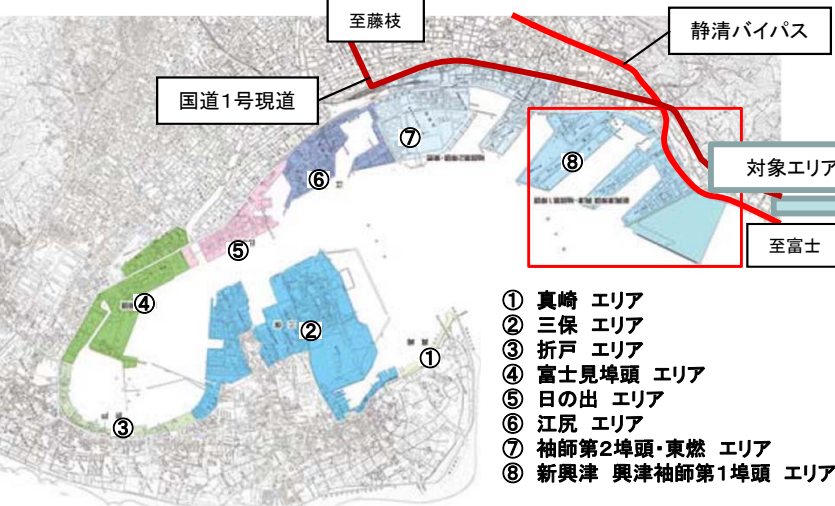 至藤枝
静清バイパス
国道1号現道
⑦
⑧
対象エリア
⑥
至富士
⑤
④
②
①
③
① 真崎 エリア
② 三保 エリア
③ 折戸 エリア
④ 富士見埠頭 エリア
⑤ 日の出 エリア
⑥ 江尻 エリア
⑦ 袖師第2埠頭・東燃 エリア
⑧ 新興津 興津袖師第1埠頭 エリア